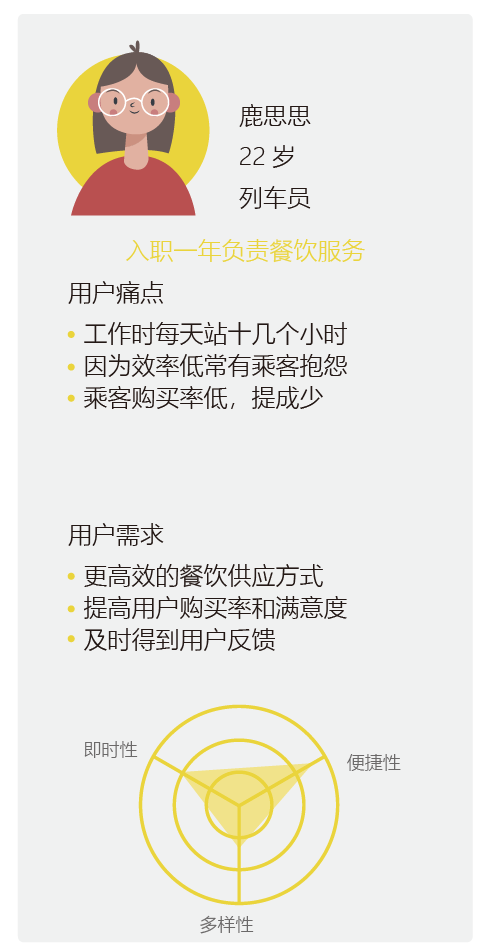 鹿思思
22 岁
列车员
入职一年负责餐饮服务
用户痛点
工作时每天站十几个小时
因为效率低常有乘客抱怨
乘客购买率低，提成少
用户需求
更高效的餐饮供应方式
提高用户购买率和满意度
及时得到用户反馈
即时性
便捷性
多样性